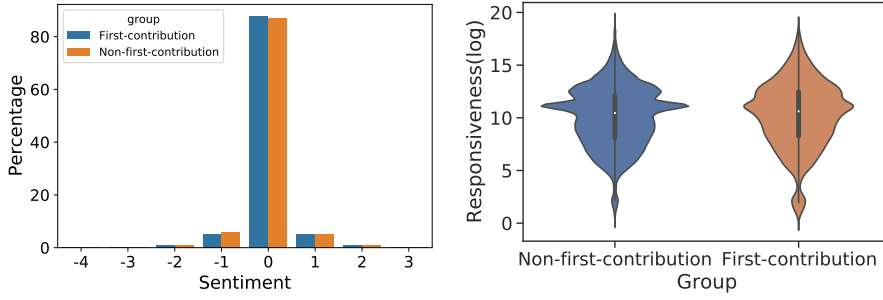 group
First-contribution
Non-first-contribution
Percentage
80
60
40
20
0
-4 -3 -2 -1 0 1 2 3
Sentiment
Responsiveness(log)
20
15
10
5
0
Non-first-contribution First-contribution
Group